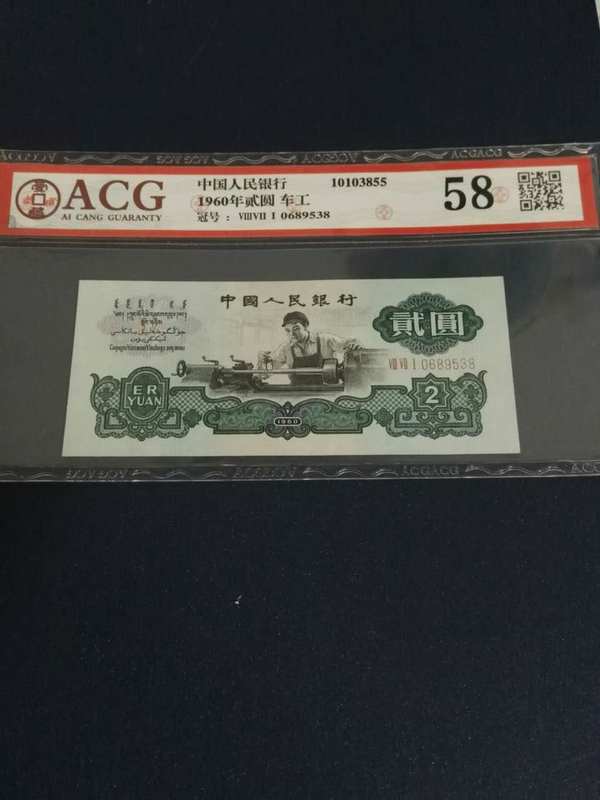 ACG
AI CANG GUARANTY
中国人民银行 10103855
1960年贰圆 车工
冠号：ⅧⅦ Ⅰ 0689538
58
中國人民銀行
貳圓
ⅧⅦ Ⅰ 0689538
ER
YUAN
2
1960
2